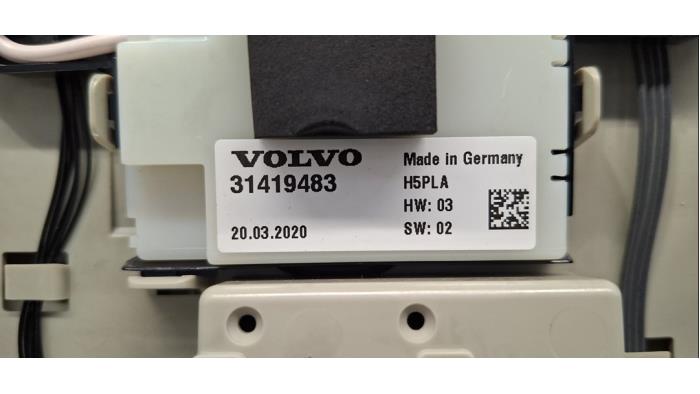 VOLVO
31419483
20.03.2020
Made in Germany
H5PLA
HW: 03
SW: 02